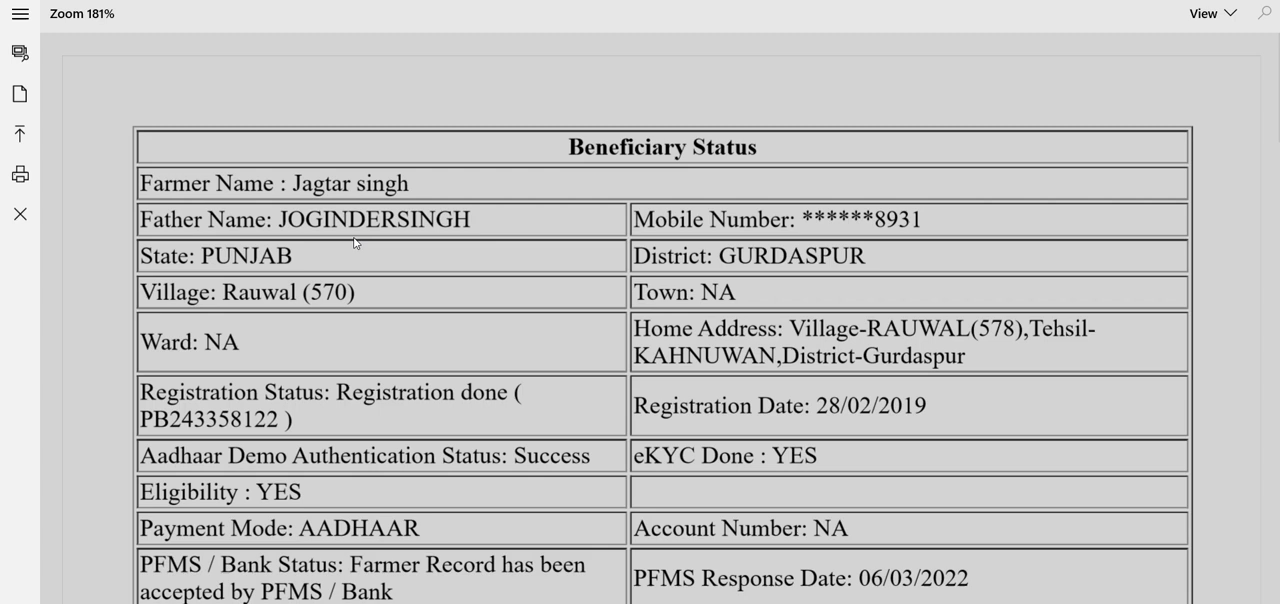 Zoom 181%
View
Beneficiary Status
Farmer Name : Jagtar singh
Father Name: JOGINDERSINGH
Mobile Number: ******8931
State: PUNJAB
District: GURDASPUR
Village: Rauwal (570)
Town: NA
Ward: NA
Home Address: Village-RAUWAL(578),Tehsil-
KAHNUWAN,District-Gurdaspur
Registration Status: Registration done (
PB243358122 )
Registration Date: 28/02/2019
Aadhaar Demo Authentication Status: Success
eKYC Done : YES
Eligibility : YES
Payment Mode: AADHAAR
Account Number: NA
PFMS / Bank Status: Farmer Record has been
accepted by PFMS / Bank
PFMS Response Date: 06/03/2022